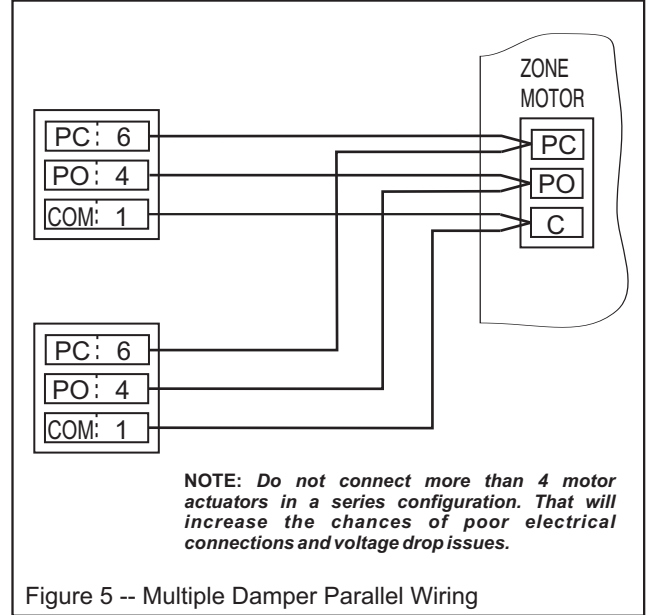 ZONE
MOTOR
PC 6
PO 4
COM 1
PC
PO
C
PC 6
PO 4
COM 1
NOTE: Do not connect more than 4 motor
actuators in a series configuration. That will
increase the chances of poor electrical
connections and voltage drop issues.
Figure 5 -- Multiple Damper Parallel Wiring